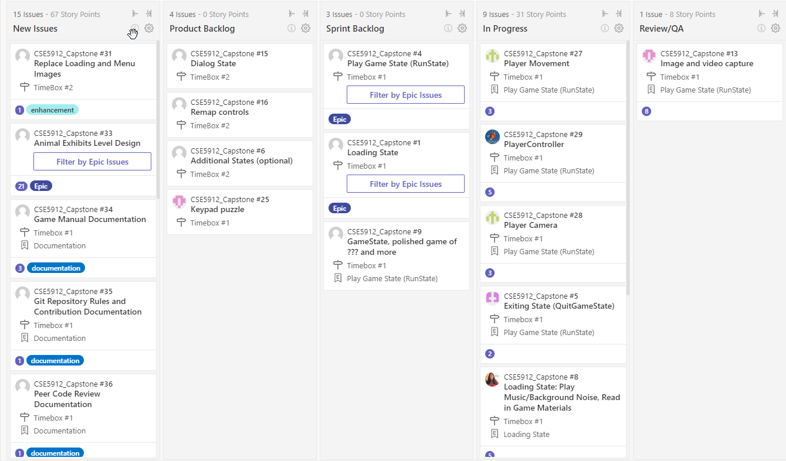 15 Issues - 67 Story Points
New Issues
CSE5912_Capstone #31
Replace Loading and Menu
Images
TimeBox #2
1 enhancement
CSE5912_Capstone #33
Animal Exhibits Level Design
Filter by Epic Issues
21 Epic
CSE5912_Capstone #34
Game Manual Documentation
Timebox #1
Documentation
3 documentation
CSE5912_Capstone #35
Git Repository Rules and
Contribution Documentation
Timebox #1
Documentation
1 documentation
CSE5912_Capstone #36
Peer Code Review
Documentation
Timebox #1
Documentation
1 documentation
4 Issues - 0 Story Points
Product Backlog
CSE5912_Capstone #15
Dialog State
TimeBox #2
CSE5912_Capstone #16
Remap controls
TimeBox #2
CSE5912_Capstone #6
Additional States (optional)
TimeBox #2
CSE5912_Capstone #25
Keypad puzzle
Timebox #1
3 Issues - 0 Story Points
Sprint Backlog
CSE5912_Capstone #4
Play Game State (RunState)
Timebox #1
Filter by Epic Issues
Epic
CSE5912_Capstone #1
Loading State
Timebox #1
Filter by Epic Issues
Epic
CSE5912_Capstone #9
GameState, polished game of
??? and more
Timebox #1
Play Game State (RunState)
9 Issues - 31 Story Points
In Progress
CSE5912_Capstone #27
Player Movement
Timebox #1
Play Game State (RunState)
3
CSE5912_Capstone #29
PlayerController
Timebox #1
Play Game State (RunState)
5
CSE5912_Capstone #28
Player Camera
Timebox #1
Play Game State (RunState)
3
CSE5912_Capstone #5
Exiting State (QuitGameState)
Timebox #1
Play Game State (RunState)
2
CSE5912_Capstone #8
Loading State: Play
Music/Background Noise, Read
in Game Materials
Timebox #1
Loading State
5
1 Issue - 8 Story Points
Review/QA
CSE5912_Capstone #13
Image and video capture
Timebox #1
Play Game State (RunState)
8